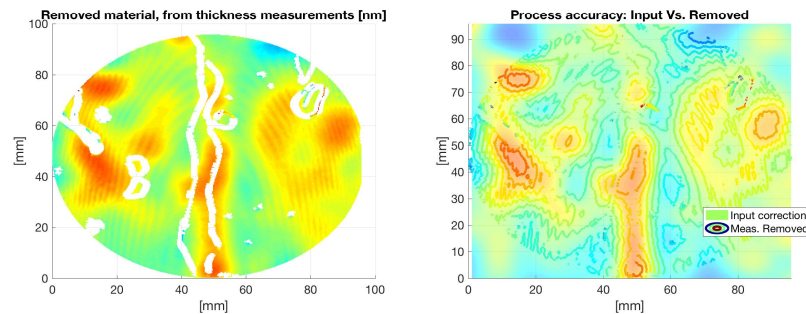 Removed material, from thickness measurements [nm]
100
80
60
40
20
0
[mm]
0 20 40 60 80 100
[mm]
Process accuracy: Input Vs. Removed
90
80
70
60
50
40
30
20
10
0
[mm]
0 20 40 60 80
[mm]
Input correction
Meas. Removed